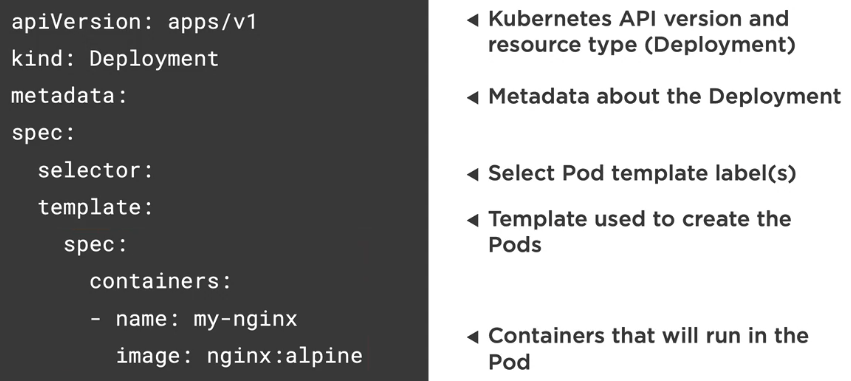 apiVersion: apps/v1
kind: Deployment
metadata:
spec:
  selector:
  template:
    spec:
      containers:
      - name: my-nginx
        image: nginx:alpine
◄ Kubernetes API version and
resource type (Deployment)
◄ Metadata about the Deployment
◄ Select Pod template label(s)
◄ Template used to create the
Pods
◄ Containers that will run in the
Pod